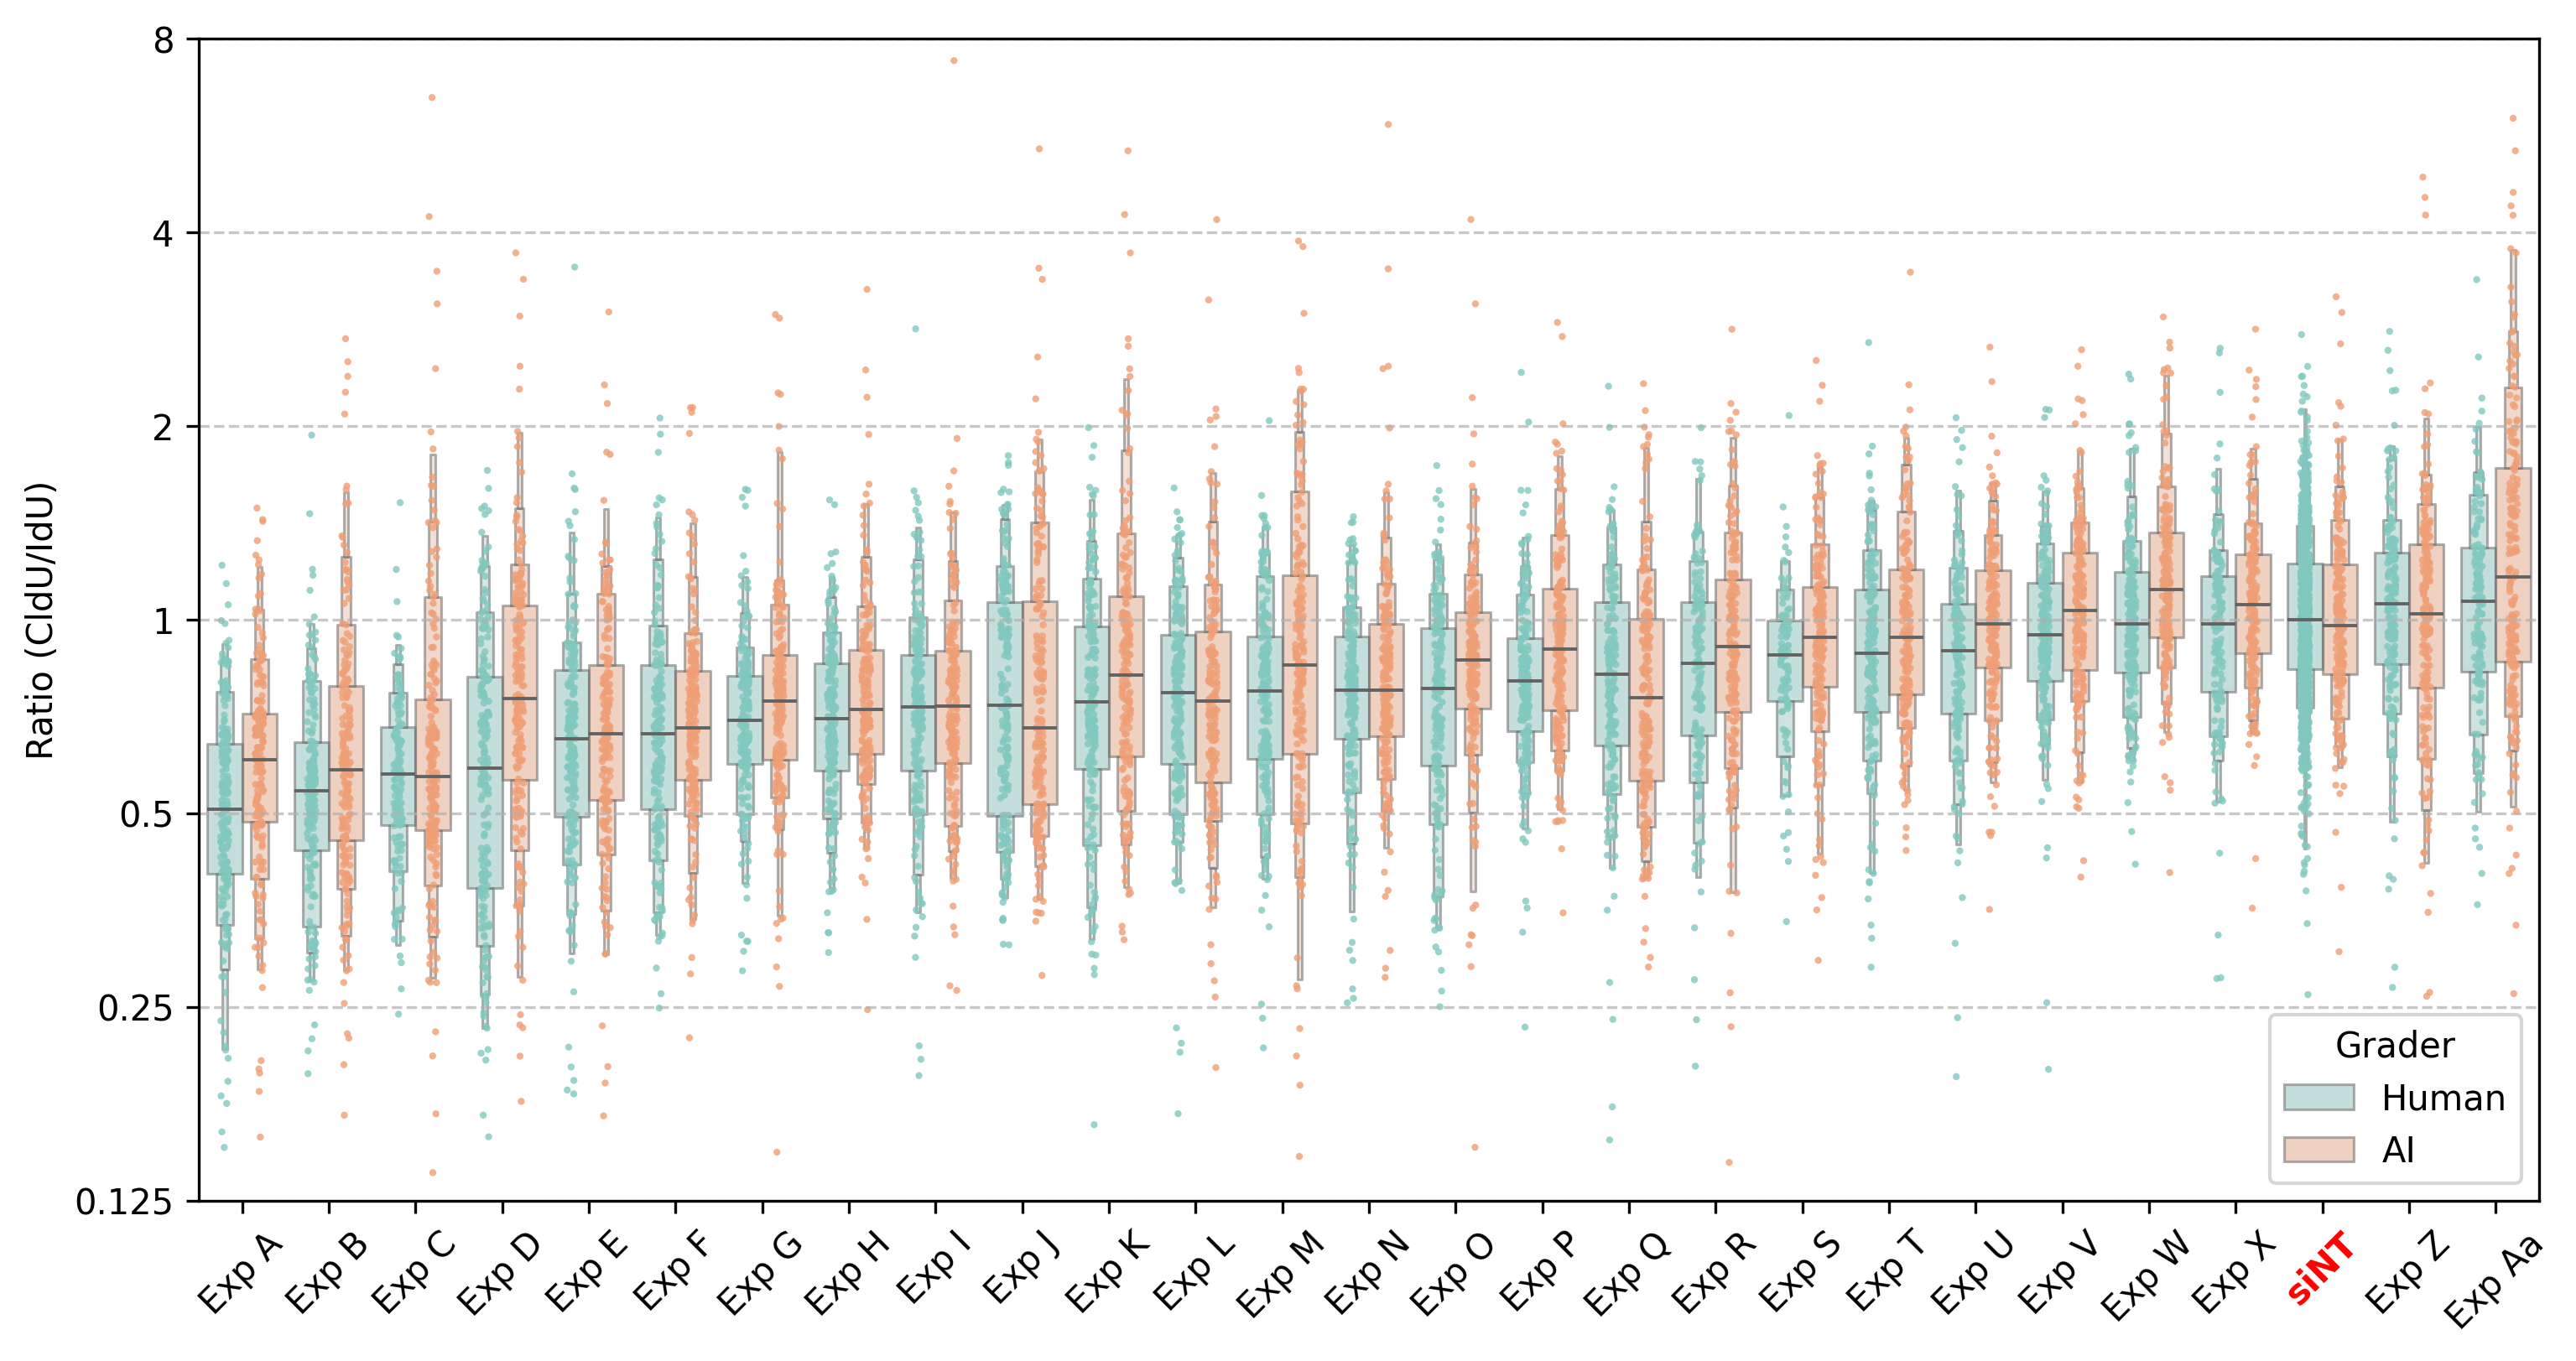 8
4
2
1
0.5
0.25
0.125
Ratio (CldU/IdU)
Grader
Human
AI
Exp A
Exp B
Exp C
Exp D
Exp E
Exp F
Exp G
Exp H
Exp I
Exp J
Exp K
Exp L
Exp M
Exp N
Exp O
Exp P
Exp Q
Exp R
Exp S
Exp T
Exp U
Exp V
Exp W
Exp X
siNT
Exp Z
Exp Aa